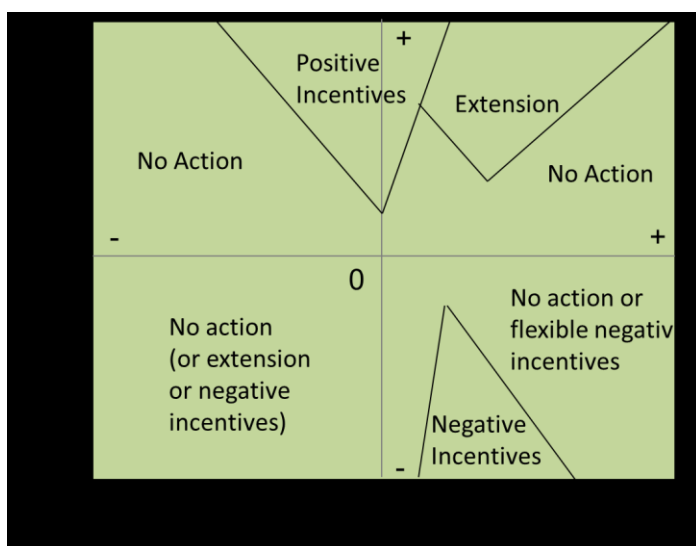 +
Positive
Incentives
Extension
No Action
No Action
-
+
0
No action or
flexible negativ
incentives
No action
(or extension
or negative
incentives)
Negative
Incentives
-